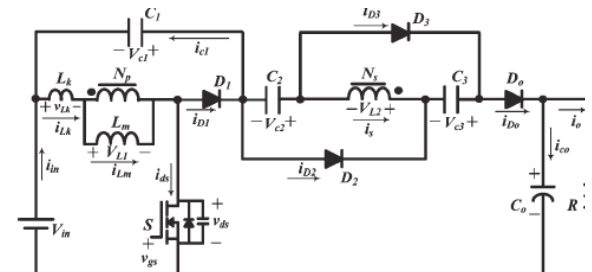 C1
iD3
D3
− Vc1 +
ic1
Lk
Np
D1
C2
Ns
C3
Do
+ vLk −
iLk
Lm
iD1
− Vc2 +
− VL2 +
is
− Vc3 +
iDo
io
+ VL1 −
iLm
iin
ids
iD2
D2
ico
Vin
S
+
vds
−
+
Co
−
R
+
vgs